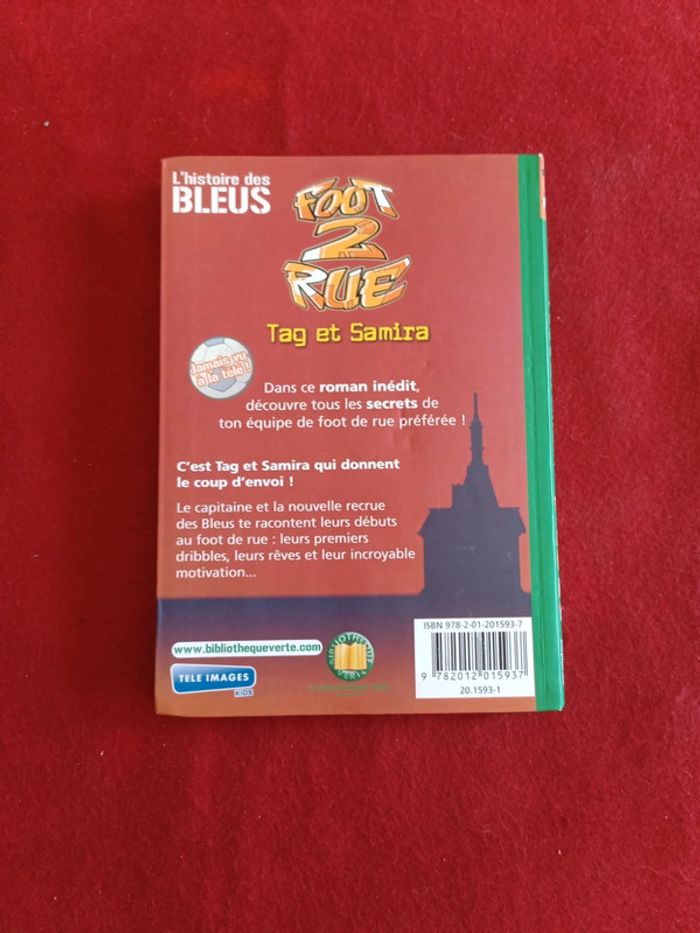 L'histoire des
BLEUS
FOOT
2
RUE
Tag et Samira
Jamais vu
à la télé !
Dans ce roman inédit,
découvre tous les secrets de
ton équipe de foot de rue préférée !
C'est Tag et Samira qui donnent
le coup d'envoi !
Le capitaine et la nouvelle recrue
des Bleus te racontent leurs débuts
au foot de rue : leurs premiers
dribbles, leurs rêves et leur incroyable
motivation...
www.bibliothequeverte.com
BIBLIOTHEQUE
VERTE
TELE IMAGES
KIDS
ISBN 978-2-01-201593-7
9 782012 015937
20.1593-1